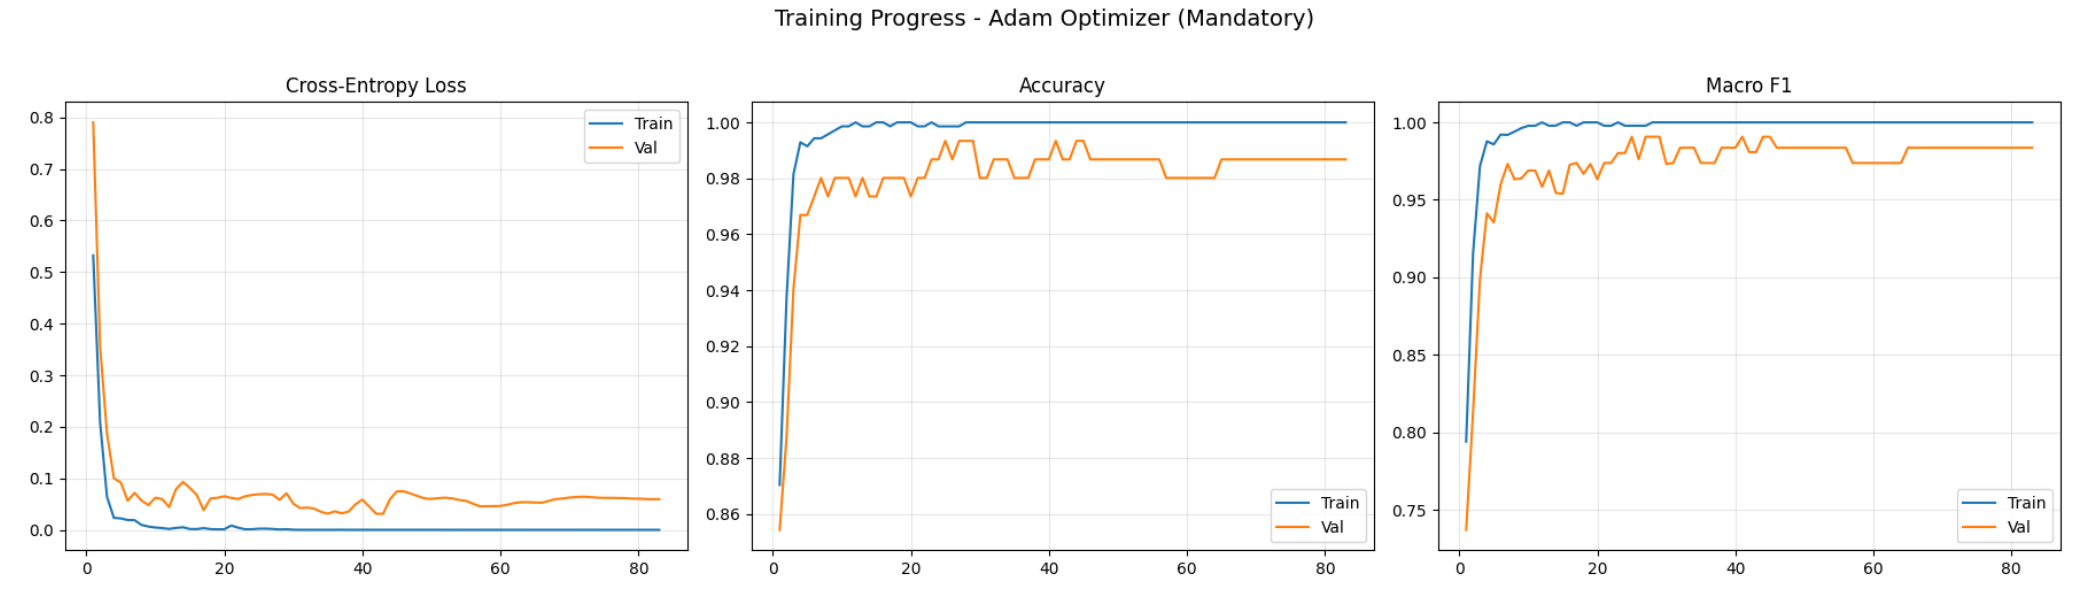 Training Progress - Adam Optimizer (Mandatory)
Cross-Entropy Loss
0.8
0.7
0.6
0.5
0.4
0.3
0.2
0.1
0.0
0 20 40 60 80
Train
Val
Accuracy
1.00
0.98
0.96
0.94
0.92
0.90
0.88
0.86
0 20 40 60 80
Train
Val
Macro F1
1.00
0.95
0.90
0.85
0.80
0.75
0 20 40 60 80
Train
Val